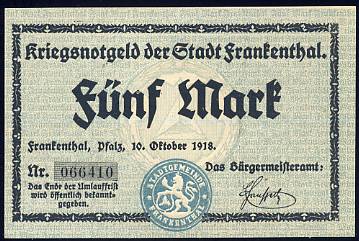 Kriegsnotgeld der Stadt Frankenthal.
Fünf Mark
Frankenthal, Pfalz, 10. Oktober 1918.
Nr. 066410
Das Bürgermeisteramt:
Das Ende der Umlauffrist
wird öffentlich bekannt-
gegeben.
STADTGEMEINDE
FRANKENTHAL